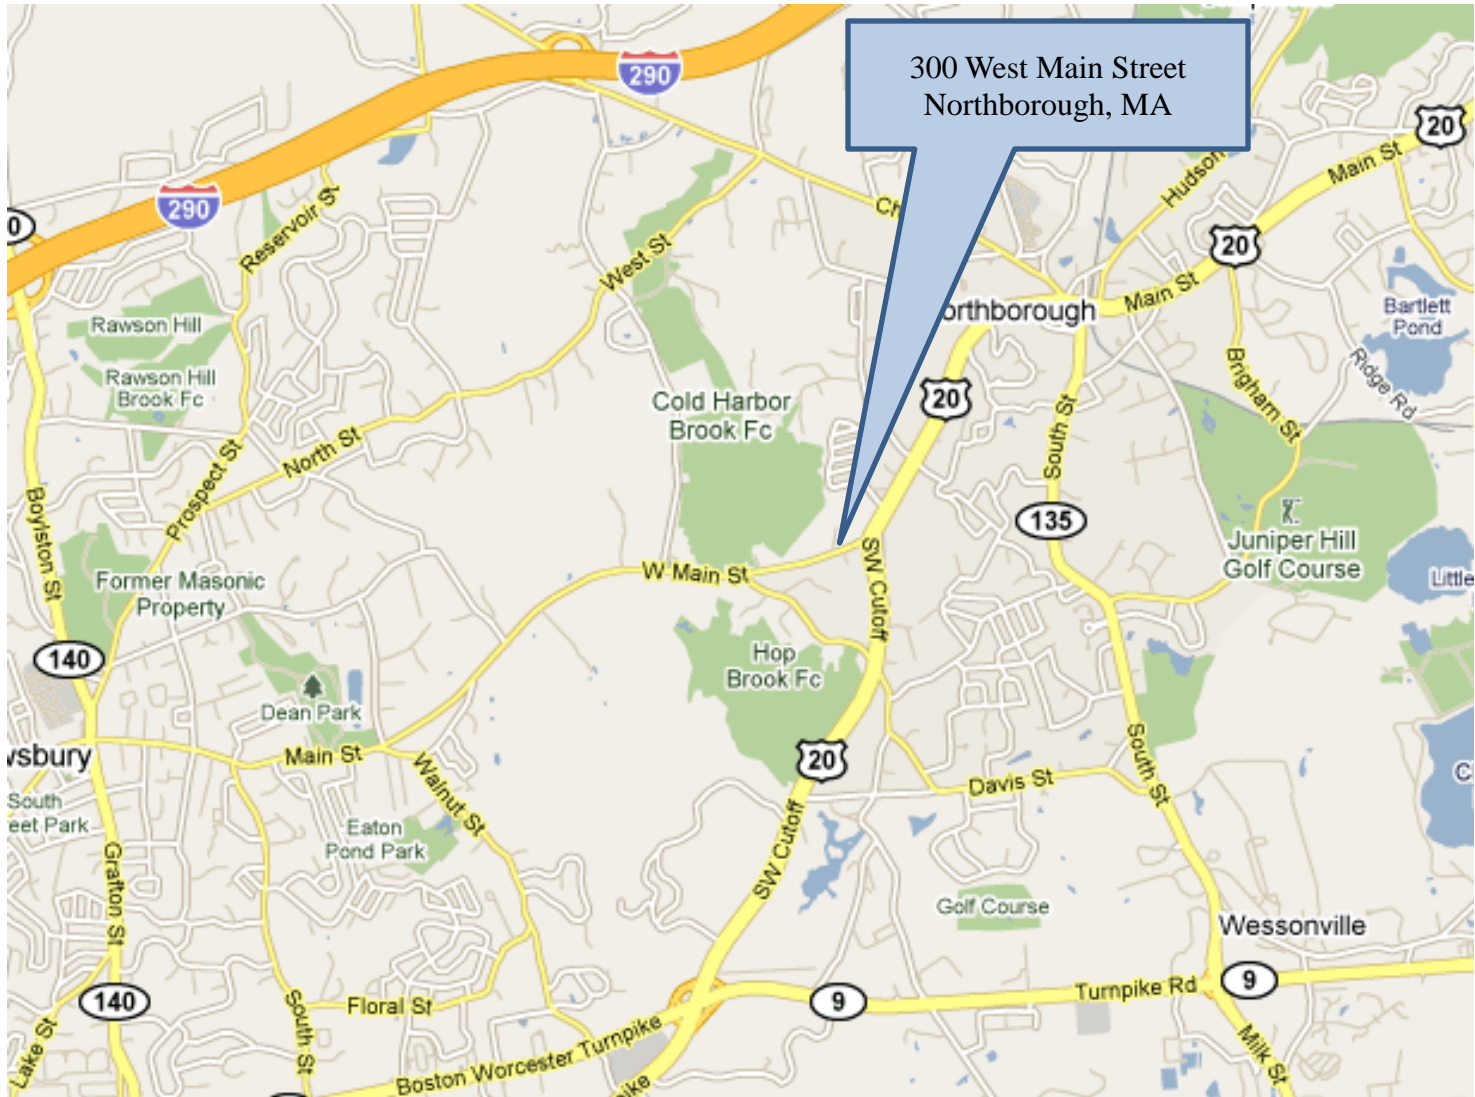 300 West Main Street
Northborough, MA
290
290
20
Main St
Hudson
20
Main St
Reservoir St
West St
orthborough
Bartlett
Pond
Rawson Hill
Rawson Hill
Brook Fc
Ridge Rd
Brigham St
20
Cold Harbor
Brook Fc
South St
North St
Prospect St
Boylston St
135
Juniper Hill
Golf Course
SW Cutoff
W Main St
Little
Former Masonic
Property
140
Hop
Brook Fc
Dean Park
Main St
wsbury
20
Walnut St
Davis St
South St
South
eet Park
Eaton
Pond Park
SW Cutoff
Grafton St
Golf Course
Wessonville
140
Floral St
9
Turnpike Rd
9
South St
Lake St
Boston Worcester Turnpike
Milk St